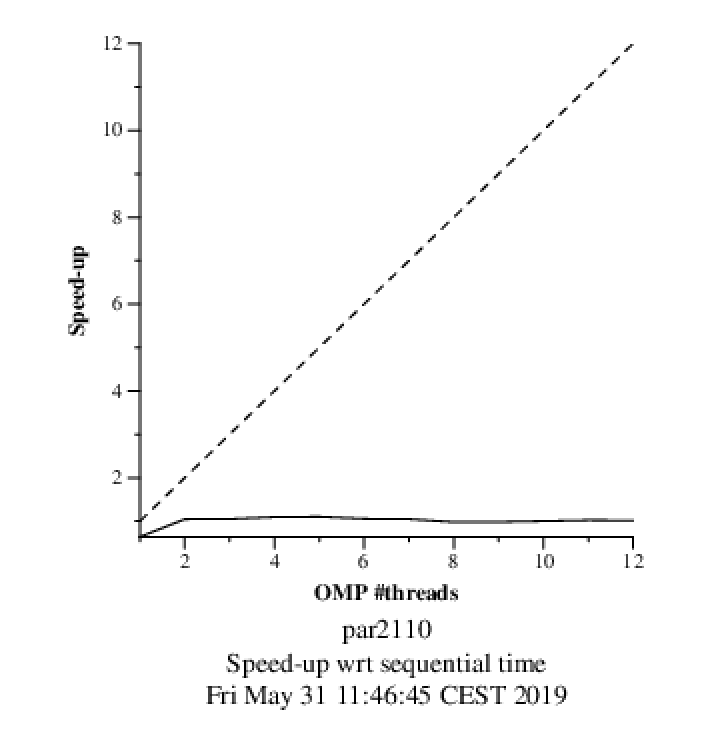 12
10
8
6
4
2
Speed-up
2 4 6 8 10 12
OMP #threads
par2110
Speed-up wrt sequential time
Fri May 31 11:46:45 CEST 2019